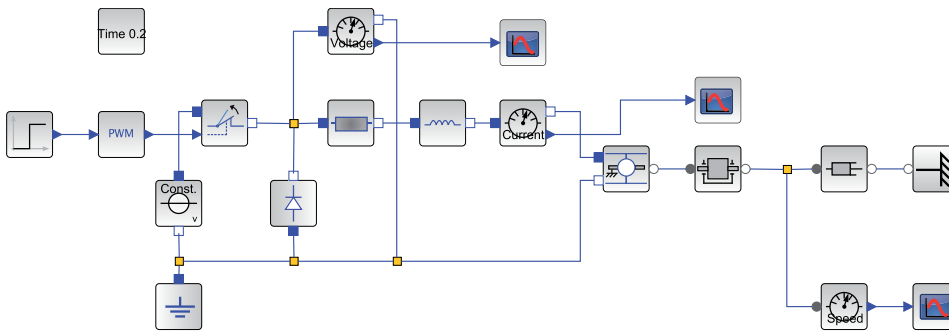 Time 0.2
Voltage
Current
PWM
Const.
v
Speed